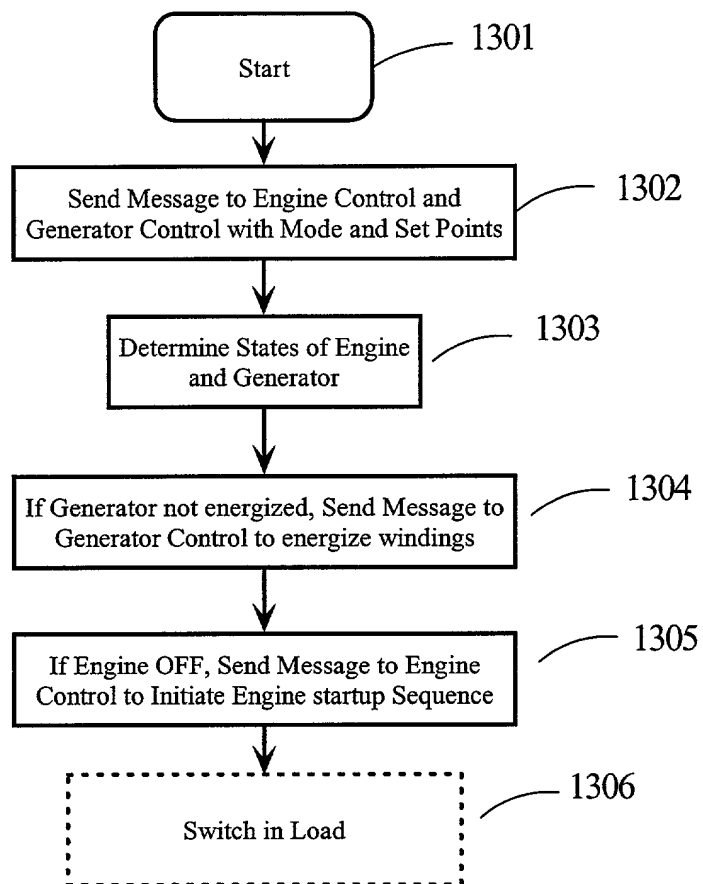 Start
1301
Send Message to Engine Control and
Generator Control with Mode and Set Points
1302
Determine States of Engine
and Generator
1303
If Generator not energized, Send Message to
Generator Control to energize windings
1304
If Engine OFF, Send Message to Engine
Control to Initiate Engine startup Sequence
1305
Switch in Load
1306